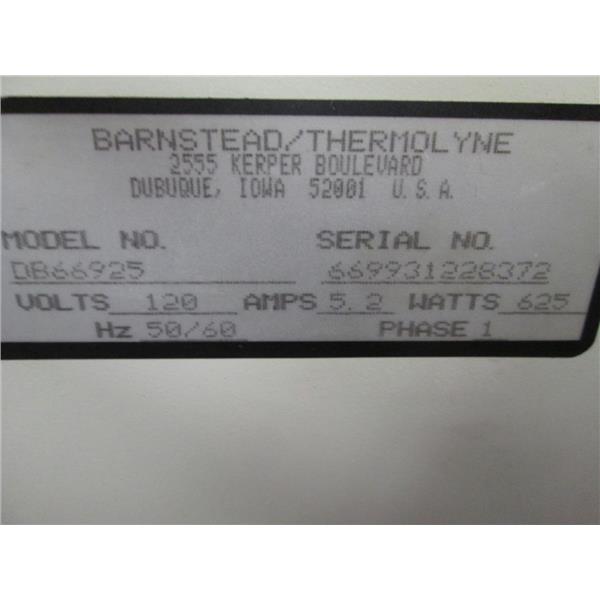 BARNSTEAD/THERMOLYNE
2555 KERPER BOULEVARD
DUBUQUE, IOWA 52001 U.S.A.
MODEL NO. SERIAL NO.
DB66925 669931228372
VOLTS 120 AMPS 5.2 WATTS 625
Hz 50/60 PHASE 1